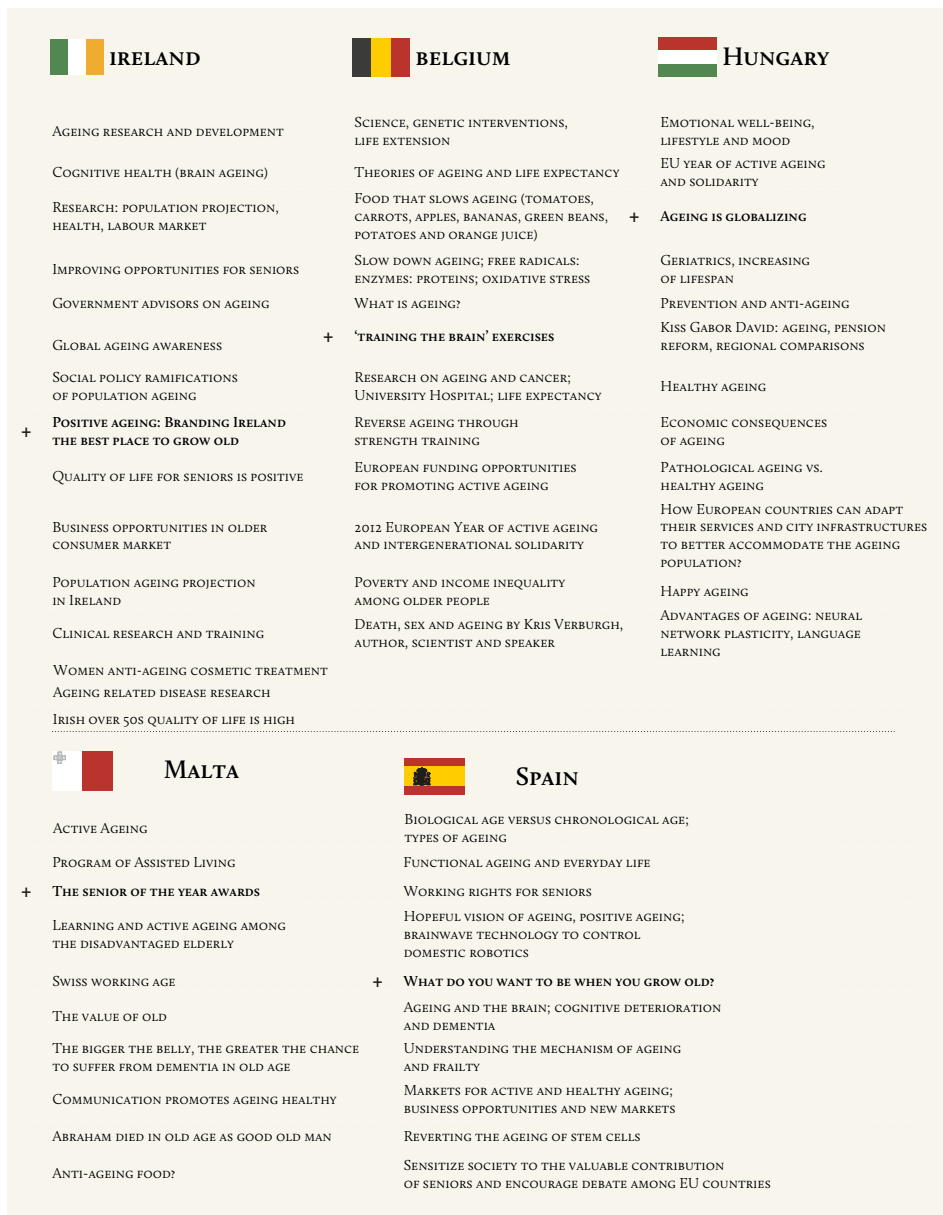 Ireland
Ageing research and development
Cognitive health (brain ageing)
Research: population projection,
health, labour market
Improving opportunities for seniors
Government advisors on ageing
Global ageing awareness
Social policy ramifications
of population ageing
+ Positive ageing: Branding Ireland
the best place to grow old
Quality of life for seniors is positive
Business opportunities in older
consumer market
Population ageing projection
in Ireland
Clinical research and training
Women anti-ageing cosmetic treatment
Ageing related disease research
Irish over 50s quality of life is high
Belgium
Science, genetic interventions,
life extension
Theories of ageing and life expectancy
Food that slows ageing (tomatoes,
carrots, apples, bananas, green beans,
potatoes and orange juice)
Slow down ageing; free radicals:
enzymes: proteins; oxidative stress
What is ageing?
+ ‘training the brain’ exercises
Research on ageing and cancer;
University Hospital; life expectancy
Reverse ageing through
strength training
European funding opportunities
for promoting active ageing
2012 European Year of active ageing
and intergenerational solidarity
Poverty and income inequality
among older people
Death, sex and ageing by Kris Verburgh,
author, scientist and speaker
Hungary
Emotional well-being,
lifestyle and mood
EU year of active ageing
and solidarity
+ Ageing is globalizing
Geriatrics, increasing
of lifespan
Prevention and anti-ageing
Kiss Gabor David: ageing, pension
reform, regional comparisons
Healthy ageing
Economic consequences
of ageing
Pathological ageing vs.
healthy ageing
How European countries can adapt
their services and city infrastructures
to better accommodate the ageing
population?
Happy ageing
Advantages of ageing: neural
network plasticity, language
learning
Malta
Active Ageing
Program of Assisted Living
+ The senior of the year awards
Learning and active ageing among
the disadvantaged elderly
Swiss working age
The value of old
The bigger the belly, the greater the chance
to suffer from dementia in old age
Communication promotes ageing healthy
Abraham died in old age as good old man
Anti-ageing food?
Spain
Biological age versus chronological age;
types of ageing
Functional ageing and everyday life
Working rights for seniors
Hopeful vision of ageing, positive ageing;
brainwave technology to control
domestic robotics
+ What do you want to be when you grow old?
Ageing and the brain; cognitive deterioration
and dementia
Understanding the mechanism of ageing
and frailty
Markets for active and healthy ageing;
business opportunities and new markets
Reverting the ageing of stem cells
Sensitize society to the valuable contribution
of seniors and encourage debate among EU countries